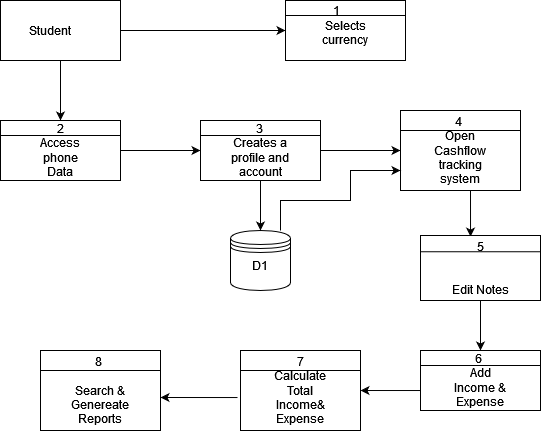 Student
1
Selects
currency
2
Access
phone
Data
3
Creates a
profile and
account
4
Open
Cashflow
tracking
system
D1
5
Edit Notes
6
Add
Income &
Expense
7
Calculate
Total
Income&
Expense
8
Search &
Genereate
Reports